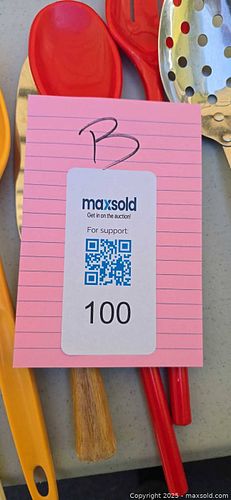 B
maxsold
Get in on the auction!
For support:
100
Copyright 2025 - maxsold.com